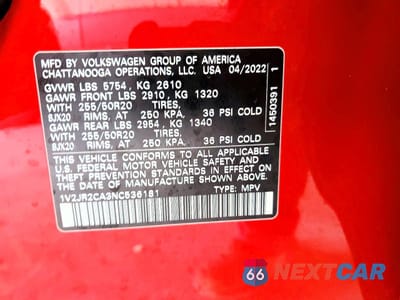 MFD BY VOLKSWAGEN GROUP OF AMERICA
CHATTANOOGA OPERATIONS, LLC. USA 04/2022
GVWR LBS 5754, KG 2610
GAWR FRONT LBS 2910, KG 1320
WITH 255/50R20 TIRES,
8JX20 RIMS, AT 250 KPA. 36 PSI COLD
GAWR REAR LBS 2954, KG 1340
WITH 255/50R20 TIRES,
8JX20 RIMS, AT 250 KPA. 36 PSI COLD
THIS VEHICLE CONFORMS TO ALL APPLICABLE
U.S. FEDERAL MOTOR VEHICLE SAFETY AND
THEFT PREVENTION STANDARDS IN EFFECT ON THE
DATE OF MANUFACTURE SHOWN ABOVE.
1V2JR2CA3NC536181 TYPE: MPV
1450391 1
66 NEXTCAR